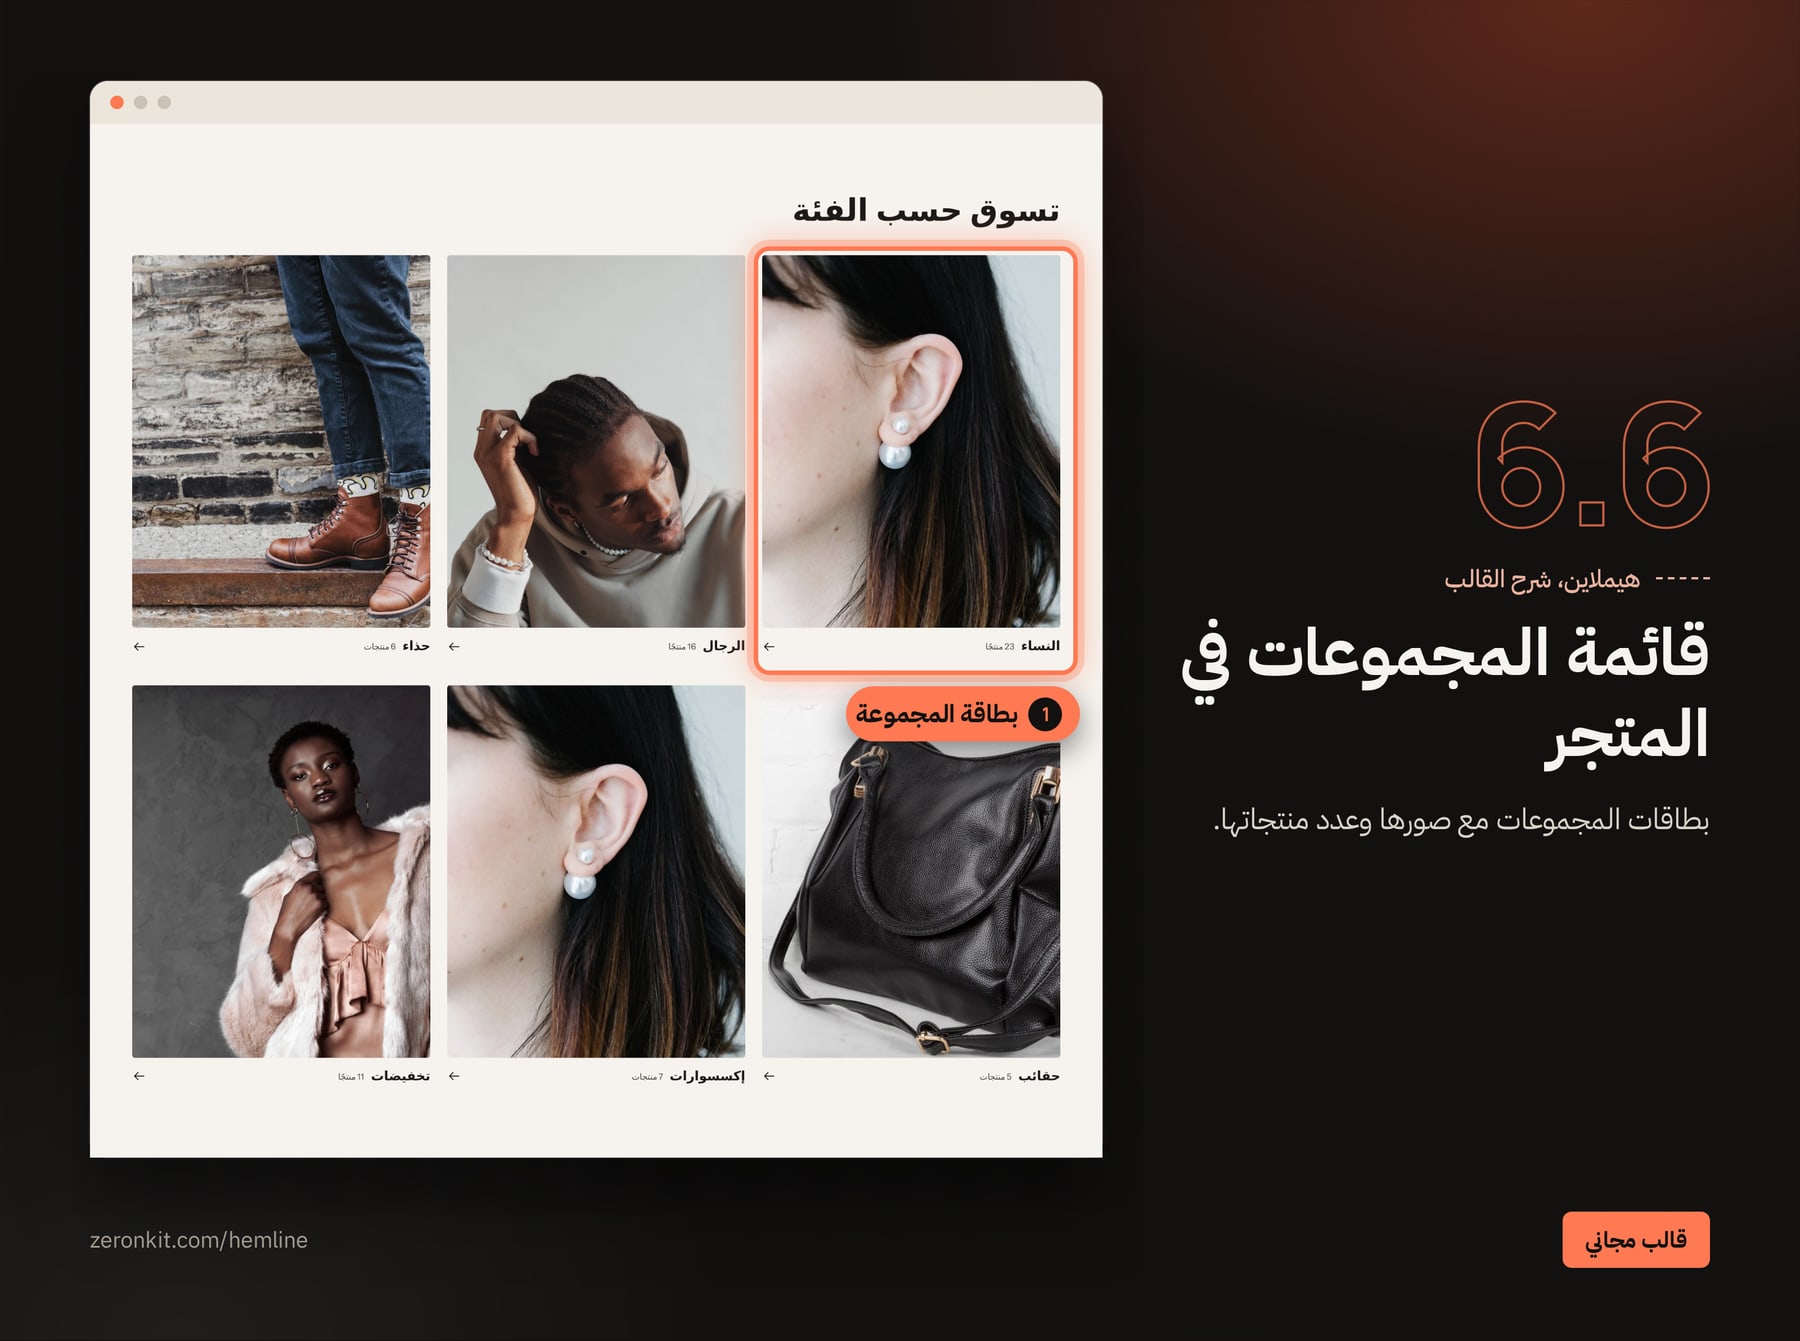 6.6
هيملاين، شرح القالب
قائمة المجموعات في
المتجر
بطاقات المجموعات مع صورها وعدد منتجاتها.
قالب مجاني
تسوق حسب الفئة
النساء 23 منتجًا ←
الرجال 16 منتجًا ←
حذاء 6 منتجات ←
1 بطاقة المجموعة
حقائب 5 منتجات ←
إكسسوارات 7 منتجات ←
تخفيضات 11 منتجًا ←
zeronkit.com/hemline